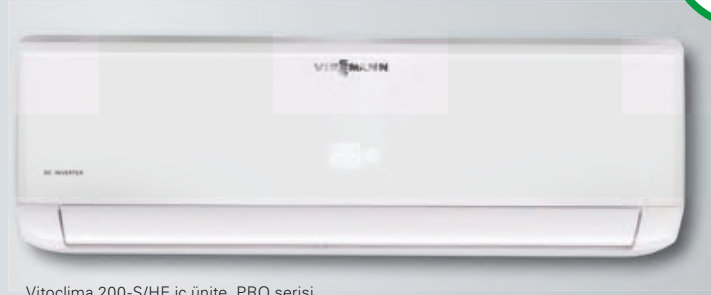 VIESMANN
DC INVERTER
Vitoclima 200-S/HE iç ünite, PRO serisi